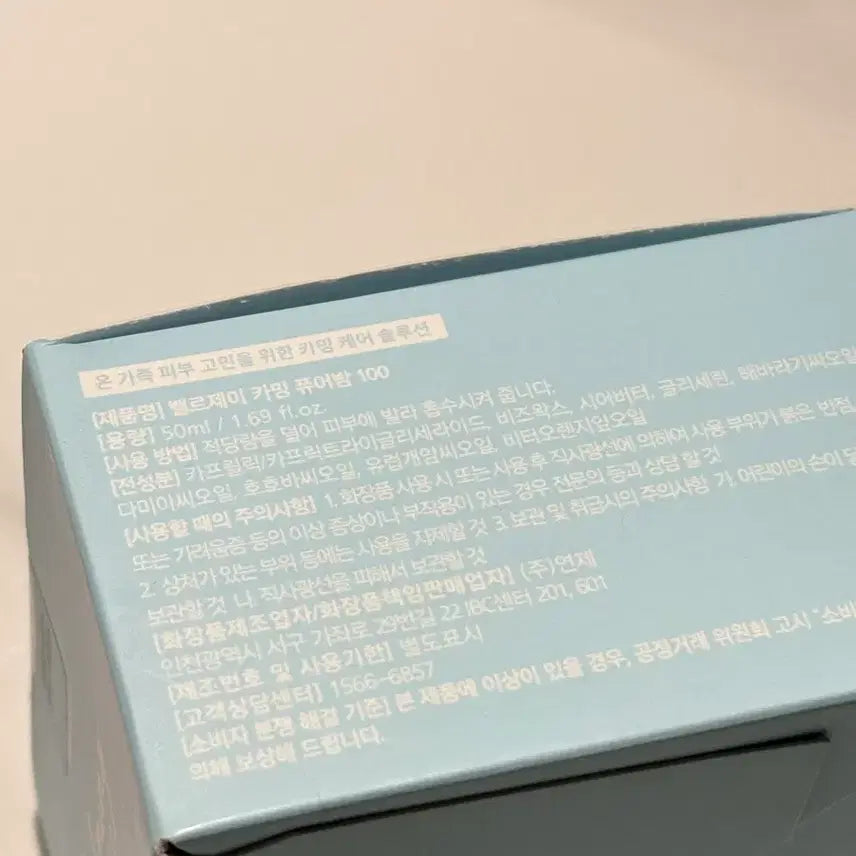 온 가족 피부 고민을 위한 카밍 케어 솔루션
[제품명] 벨르제이 카밍 퓨어밤 100
[용량] 50ml / 1.69 fl.oz.
[사용 방법] 적당량을 덜어 피부에 발라 흡수시켜 줍니다.
[전성분] 카프릴릭/카프릭트라이글리세라이드, 비즈왁스, 시어버터, 글리세린, 해바라기씨오일
다마이씨오일, 호호바씨오일, 유럽개암씨오일, 비터오렌지잎오일
[사용할 때의 주의사항] 1. 화장품 사용 시 또는 사용 후 직사광선에 의하여 사용 부위가 붉은 반점,
또는 가려움증 등의 이상 증상이나 부작용이 있는 경우 전문의 등과 상담할 것
2. 상처가 있는 부위 등에는 사용을 자제할 것 3. 보관 및 취급시의 주의사항 가. 어린이의 손이
보관할 것 나. 직사광선을 피해서 보관할 것
[화장품제조업자/화장품책임판매업자] (주)연제
인천광역시 서구 가정로 29번길 22 IBC센터 201, 601
[제조번호 및 사용기한] 별도표시
[고객상담센터] 1566-6857
[소비자 분쟁 해결 기준] 본 제품에 이상이 있을 경우, 공정거래 위원회 고시 "소비
의해 보상해 드립니다.